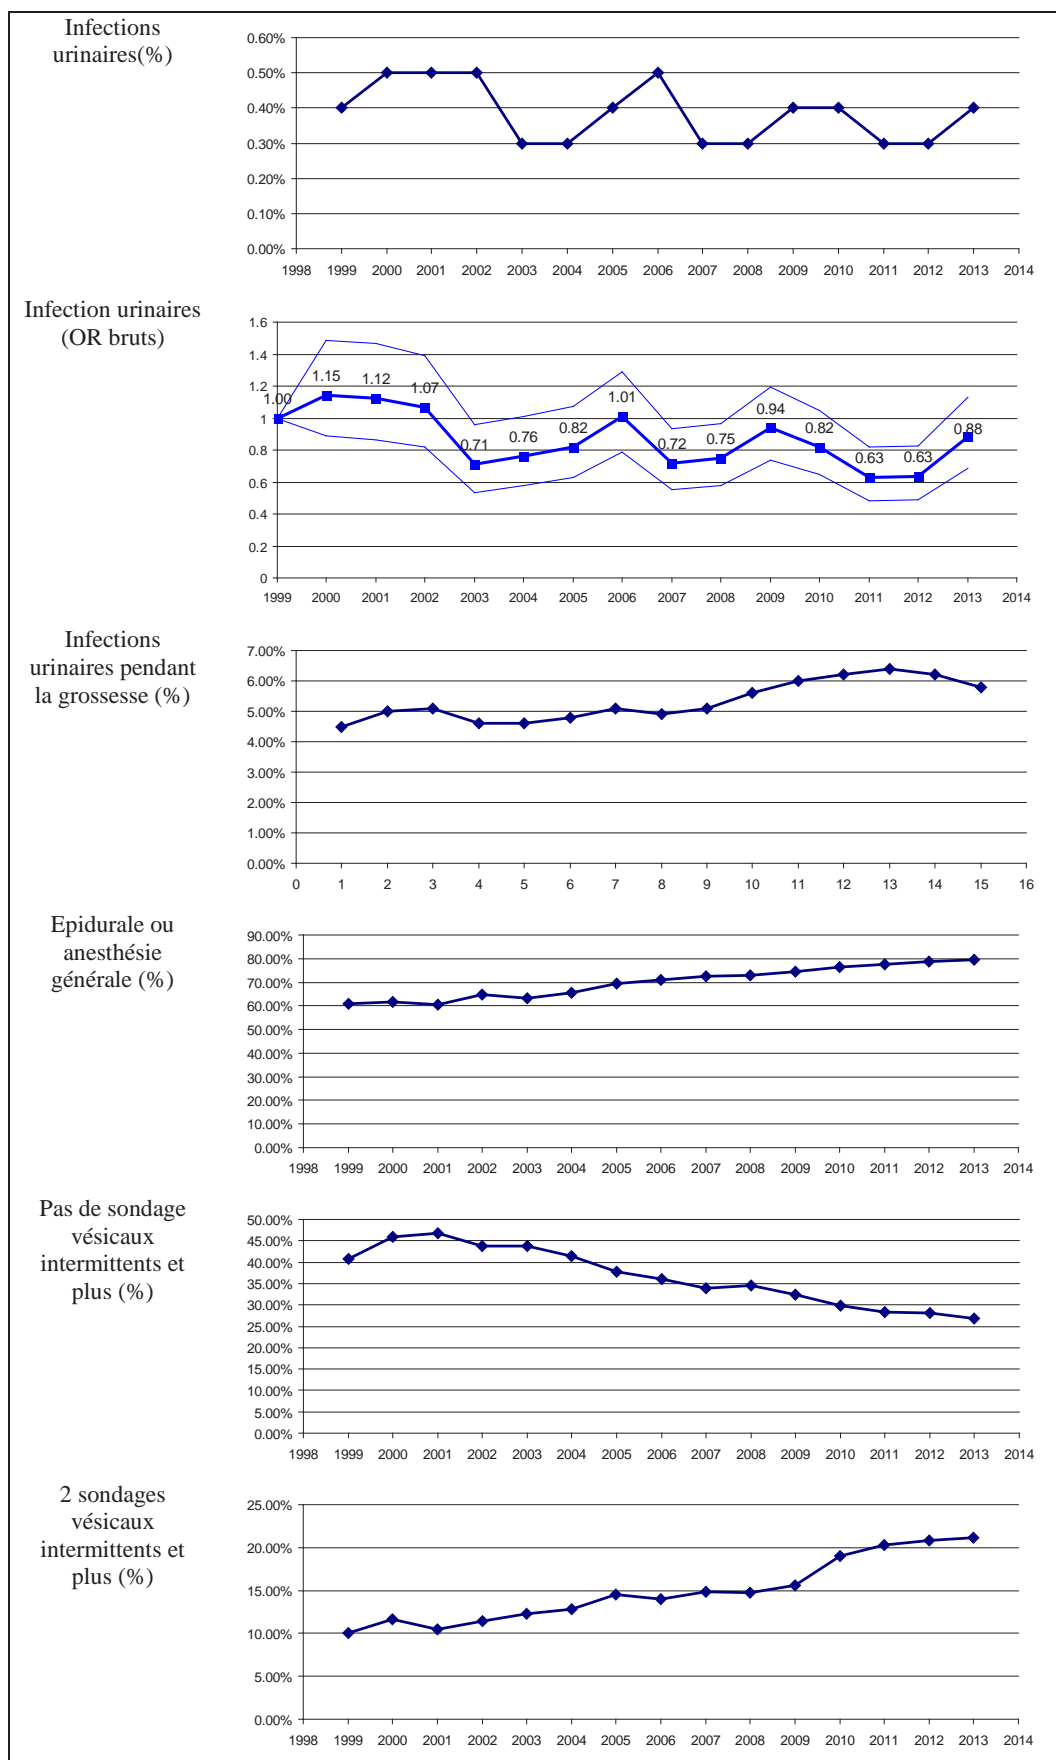 Infections
urinaires(%)
0.60%
0.50%
0.40%
0.30%
0.20%
0.10%
0.00%
1998 1999 2000 2001 2002 2003 2004 2005 2006 2007 2008 2009 2010 2011 2012 2013 2014
Infection urinaires
(OR bruts)
1.6
1.4
1.2
1
0.8
0.6
0.4
0.2
0
1.00 1.15 1.12 1.07 0.71 0.76 0.82 1.01 0.72 0.75 0.94 0.82 0.63 0.63 0.88
1999 2000 2001 2002 2003 2004 2005 2006 2007 2008 2009 2010 2011 2012 2013 2014
Infections
urinaires pendant
la grossesse (%)
7.00%
6.00%
5.00%
4.00%
3.00%
2.00%
1.00%
0.00%
0 1 2 3 4 5 6 7 8 9 10 11 12 13 14 15 16
Epidurale ou
anesthésie
générale (%)
90.00%
80.00%
70.00%
60.00%
50.00%
40.00%
30.00%
20.00%
10.00%
0.00%
1998 1999 2000 2001 2002 2003 2004 2005 2006 2007 2008 2009 2010 2011 2012 2013 2014
Pas de sondage
vésicaux
intermittents et
plus (%)
50.00%
45.00%
40.00%
35.00%
30.00%
25.00%
20.00%
15.00%
10.00%
5.00%
0.00%
1998 1999 2000 2001 2002 2003 2004 2005 2006 2007 2008 2009 2010 2011 2012 2013 2014
2 sondages
vésicaux
intermittents et
plus (%)
25.00%
20.00%
15.00%
10.00%
5.00%
0.00%
1998 1999 2000 2001 2002 2003 2004 2005 2006 2007 2008 2009 2010 2011 2012 2013 2014